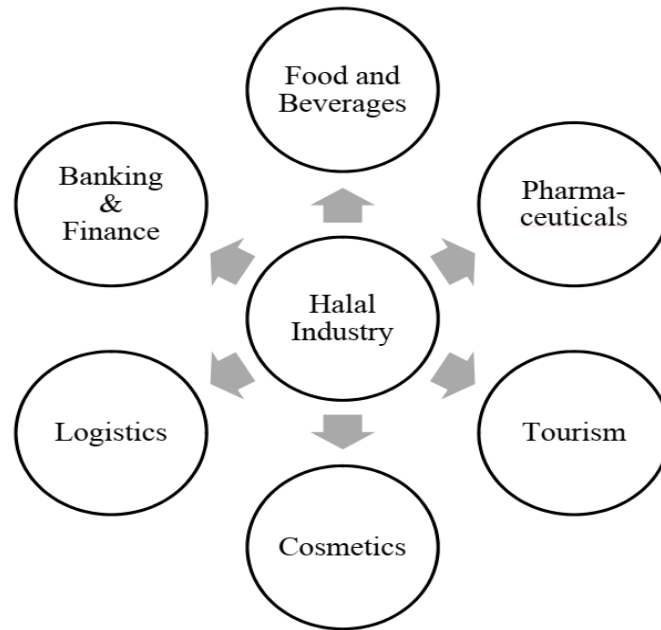 Food and
Beverages
Banking
&
Finance
Pharma-
ceuticals
Halal
Industry
Logistics
Tourism
Cosmetics